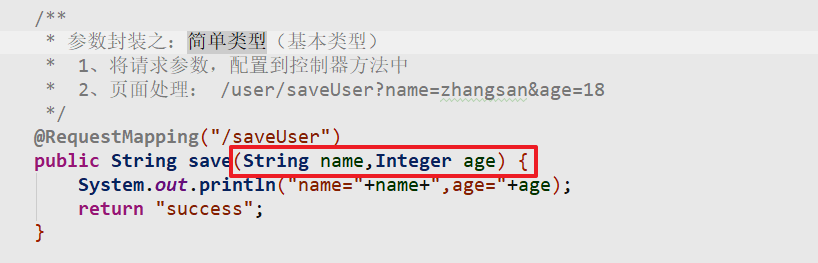 /**
 * 参数封装之：简单类型（基本类型）
 *  1、将请求参数，配置到控制器方法中
 *  2、页面处理： /user/saveUser?name=zhangsan&age=18
 */
@RequestMapping("/saveUser")
public String save(String name,Integer age) {
    System.out.println("name="+name+",age="+age);
    return "success";
}